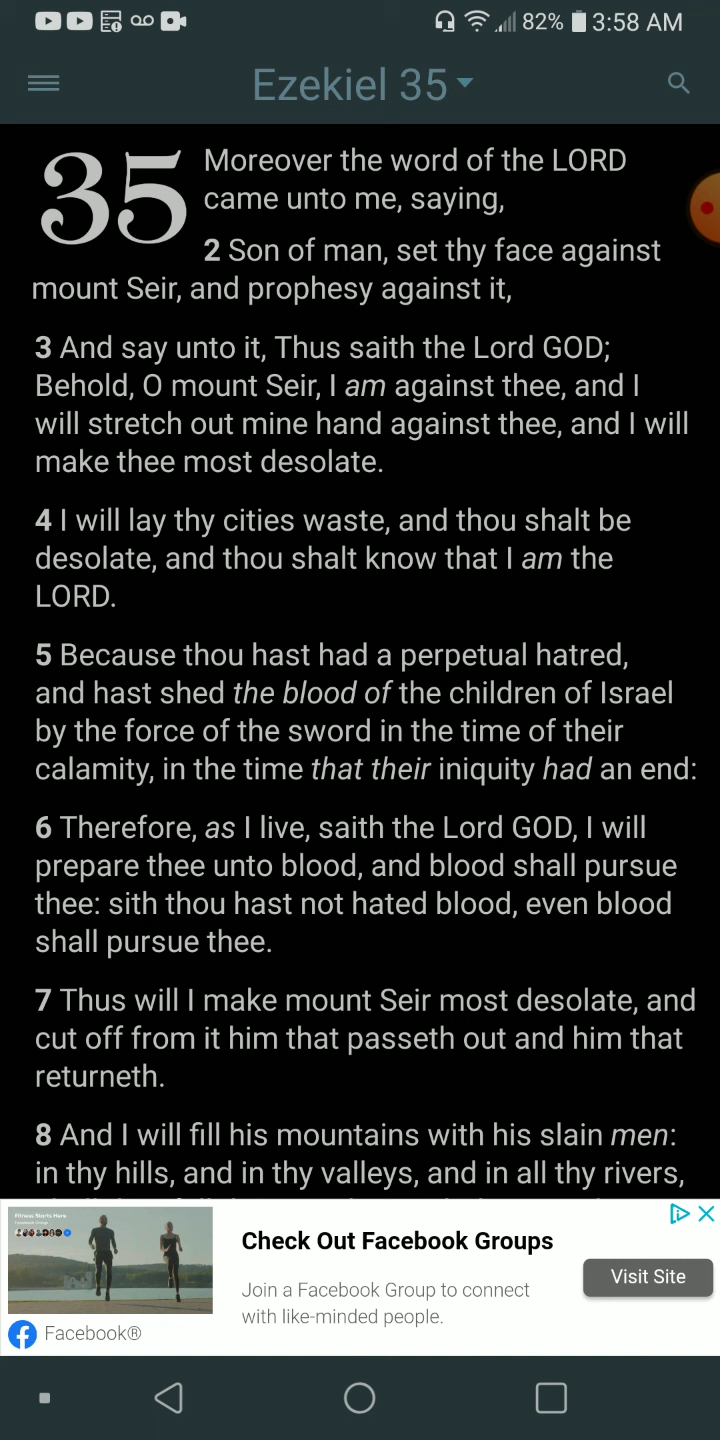 82% 3:58 AM
Ezekiel 35
35 Moreover the word of the LORD
came unto me, saying,
2 Son of man, set thy face against
mount Seir, and prophesy against it,
3 And say unto it, Thus saith the Lord GOD;
Behold, O mount Seir, I am against thee, and I
will stretch out mine hand against thee, and I will
make thee most desolate.
4 I will lay thy cities waste, and thou shalt be
desolate, and thou shalt know that I am the
LORD.
5 Because thou hast had a perpetual hatred,
and hast shed the blood of the children of Israel
by the force of the sword in the time of their
calamity, in the time that their iniquity had an end:
6 Therefore, as I live, saith the Lord GOD, I will
prepare thee unto blood, and blood shall pursue
thee: sith thou hast not hated blood, even blood
shall pursue thee.
7 Thus will I make mount Seir most desolate, and
cut off from it him that passeth out and him that
returneth.
8 And I will fill his mountains with his slain men:
in thy hills, and in thy valleys, and in all thy rivers,
Fitness Starts Here
Facebook Group
Check Out Facebook Groups
Join a Facebook Group to connect
with like-minded people.
Visit Site
Facebook®